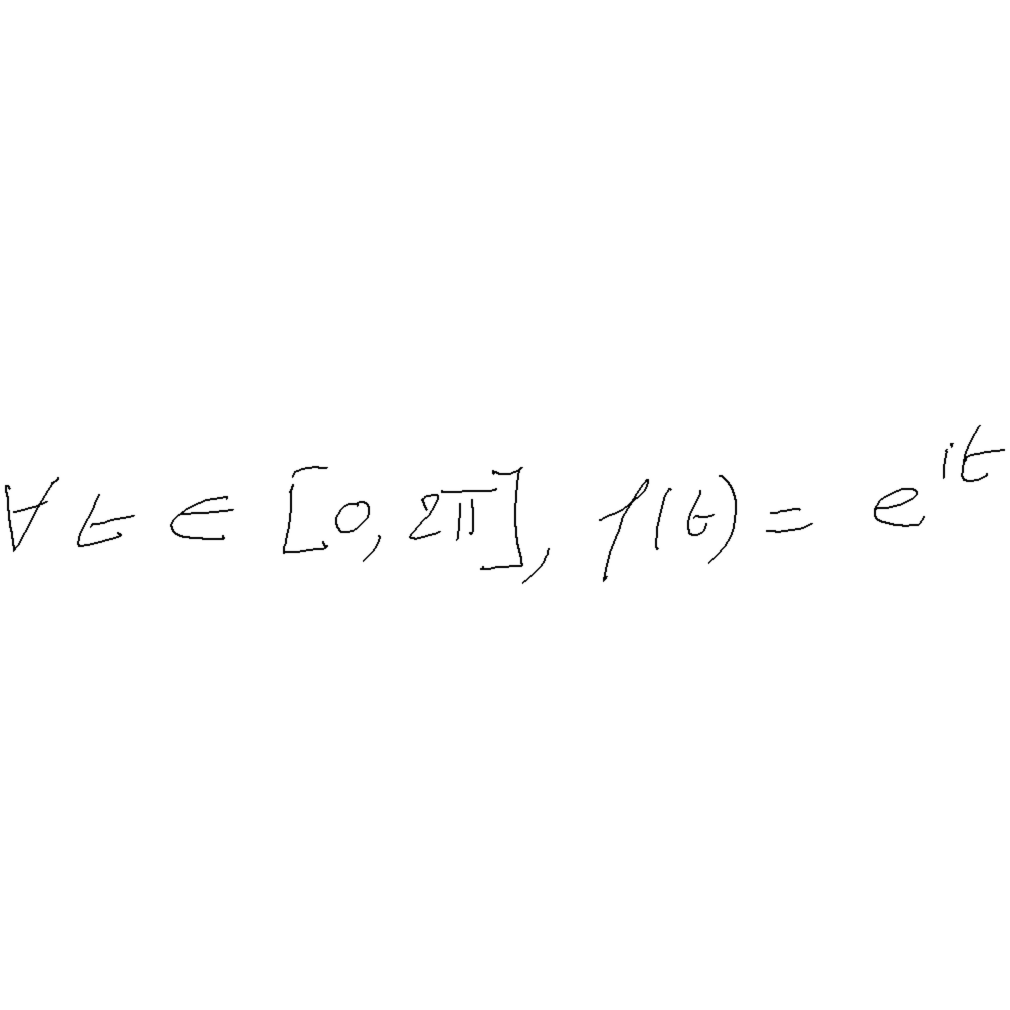 ∀ t ∈ [0, 2π], f(t) = e^{it}